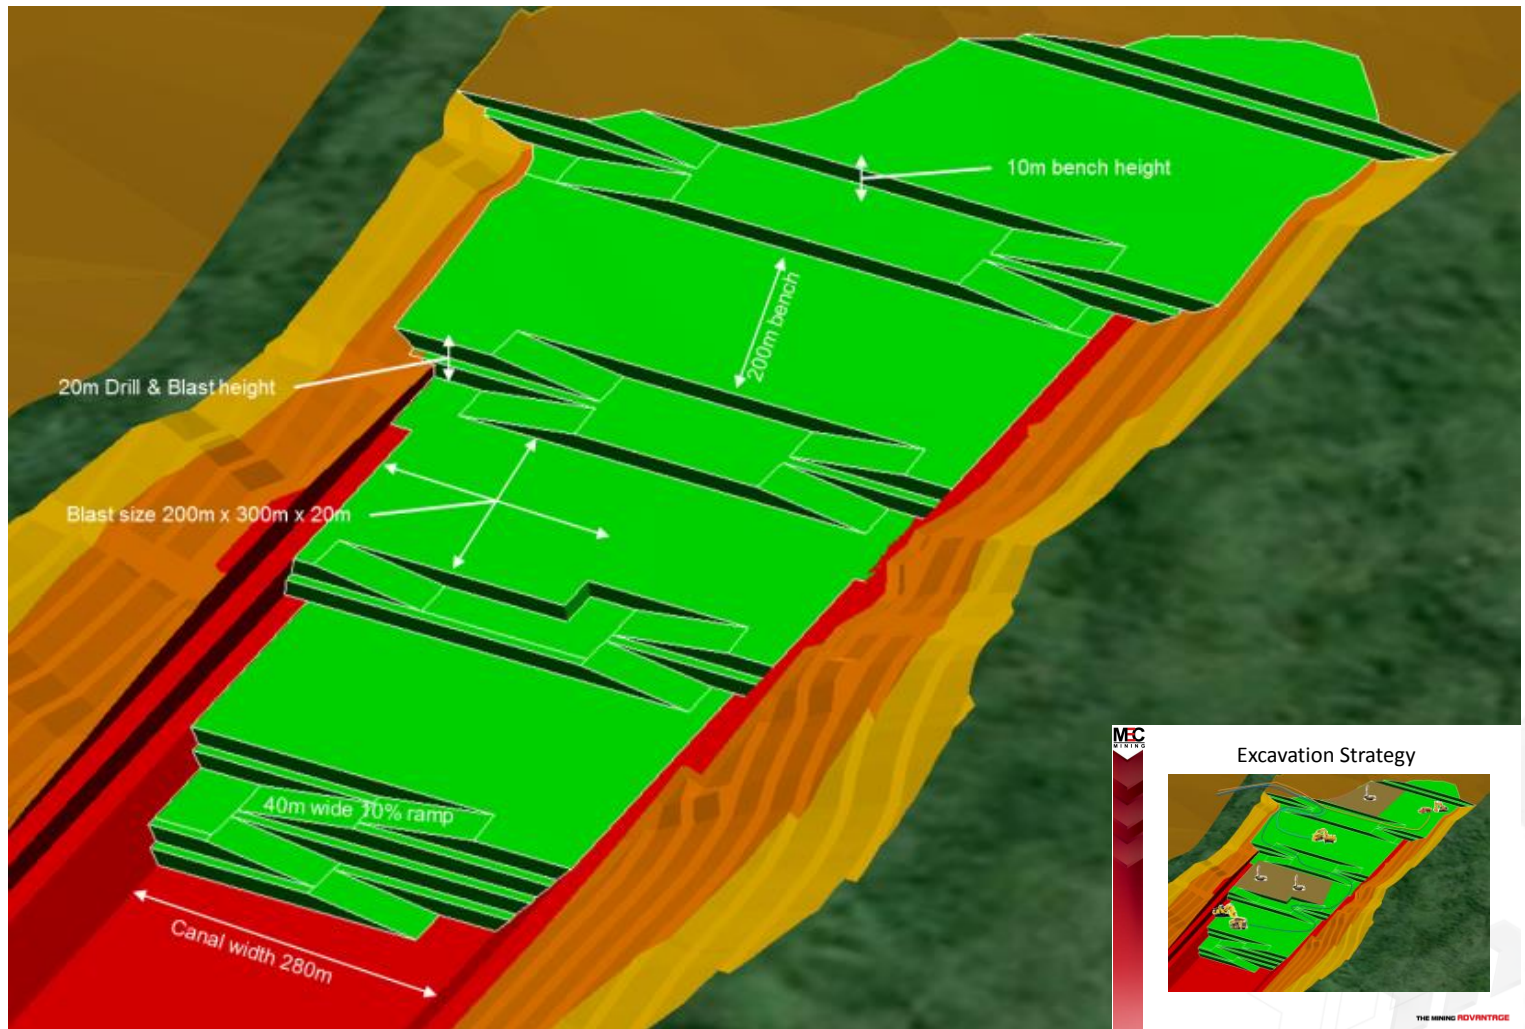 10m bench height
200m bench
20m Drill & Blast height
Blast size 200m x 300m x 20m
40m wide 10% ramp
Canal width 280m
MEC
MINING
Excavation Strategy
THE MINING ADVANTAGE